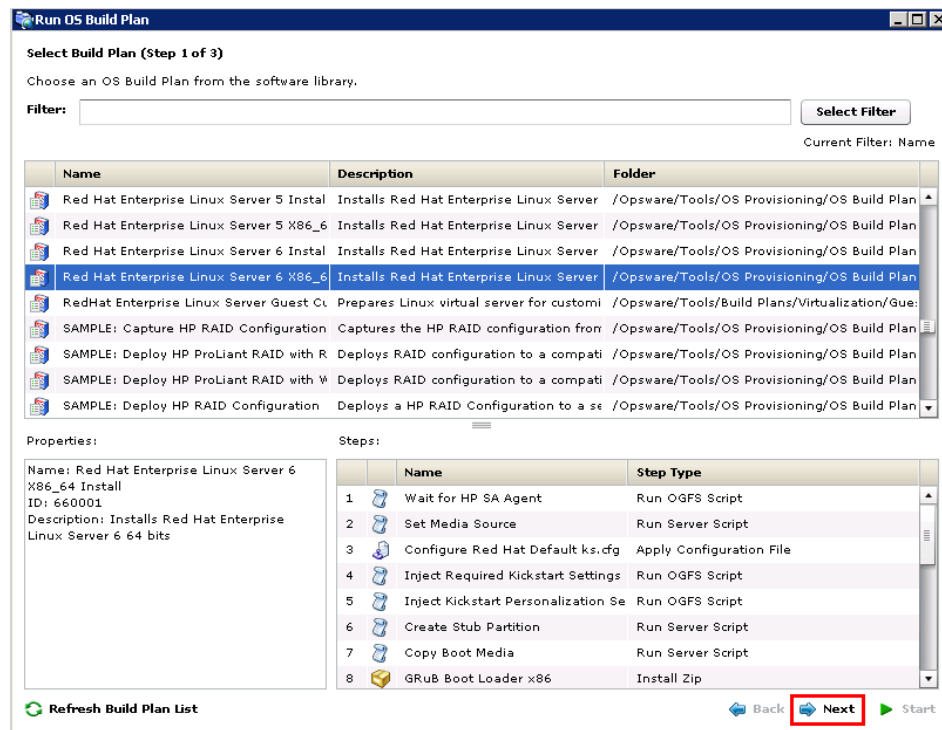 Run OS Build Plan
Select Build Plan (Step 1 of 3)
Choose an OS Build Plan from the software library.
Filter: Select Filter
Current Filter: Name
Name Description Folder
Red Hat Enterprise Linux Server 5 Instal Installs Red Hat Enterprise Linux Server /Opsware/Tools/OS Provisioning/OS Build Plan
Red Hat Enterprise Linux Server 5 X86_6 Installs Red Hat Enterprise Linux Server /Opsware/Tools/OS Provisioning/OS Build Plan
Red Hat Enterprise Linux Server 6 Instal Installs Red Hat Enterprise Linux Server /Opsware/Tools/OS Provisioning/OS Build Plan
Red Hat Enterprise Linux Server 6 X86_6 Installs Red Hat Enterprise Linux Server /Opsware/Tools/OS Provisioning/OS Build Plan
RedHat Enterprise Linux Server Guest Cu Prepares Linux virtual server for customi /Opsware/Tools/Build Plans/Virtualization/Gue:
SAMPLE: Capture HP RAID Configuration Captures the HP RAID configuration from /Opsware/Tools/OS Provisioning/OS Build Plan
SAMPLE: Deploy HP ProLiant RAID with R Deploys RAID configuration to a compati /Opsware/Tools/OS Provisioning/OS Build Plan
SAMPLE: Deploy HP ProLiant RAID with W Deploys RAID configuration to a compati /Opsware/Tools/OS Provisioning/OS Build Plan
SAMPLE: Deploy HP RAID Configuration Deploys a HP RAID Configuration to a se /Opsware/Tools/OS Provisioning/OS Build Plan
Properties:
Name: Red Hat Enterprise Linux Server 6
X86_64 Install
ID: 660001
Description: Installs Red Hat Enterprise
Linux Server 6 64 bits
Steps:
Name Step Type
1 Wait for HP SA Agent Run OGFS Script
2 Set Media Source Run Server Script
3 Configure Red Hat Default ks.cfg Apply Configuration File
4 Inject Required Kickstart Settings Run OGFS Script
5 Inject Kickstart Personalization Se Run OGFS Script
6 Create Stub Partition Run Server Script
7 Copy Boot Media Run Server Script
8 GRuB Boot Loader x86 Install Zip
Refresh Build Plan List Back Next Start